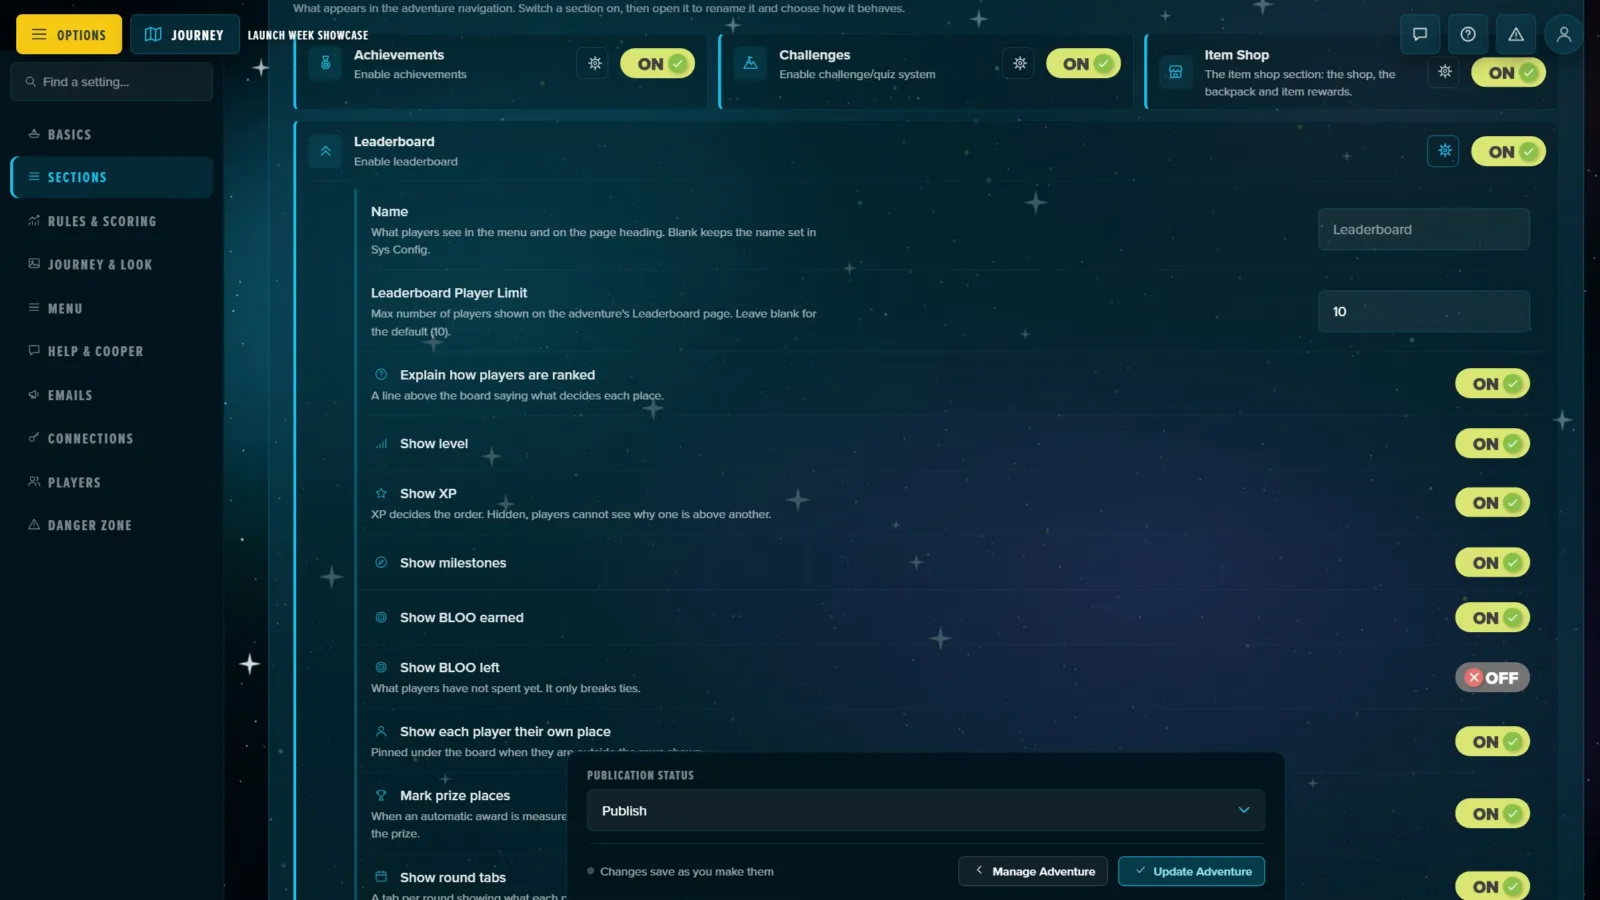 What appears in the adventure navigation. Switch a section on, then open it to rename it and choose how it behaves.
OPTIONS
JOURNEY
LAUNCH WEEK SHOWCASE
Find a setting...
BASICS
SECTIONS
RULES & SCORING
JOURNEY & LOOK
MENU
HELP & COOPER
EMAILS
CONNECTIONS
PLAYERS
DANGER ZONE
Achievements
Enable achievements
ON
Challenges
Enable challenge/quiz system
ON
Item Shop
The item shop section: the shop, the
backpack and item rewards.
ON
Leaderboard
Enable leaderboard
ON
Name
What players see in the menu and on the page heading. Blank keeps the name set in
Sys Config.
Leaderboard
Leaderboard Player Limit
Max number of players shown on the adventure's Leaderboard page. Leave blank for
the default (10).
10
Explain how players are ranked
A line above the board saying what decides each place.
ON
Show level
ON
Show XP
XP decides the order. Hidden, players cannot see why one is above another.
ON
Show milestones
ON
Show BLOO earned
ON
Show BLOO left
What players have not spent yet. It only breaks ties.
OFF
Show each player their own place
Pinned under the board when they are outside the rows shown.
ON
Mark prize places
When an automatic award is measure
the prize.
ON
Show round tabs
A tab per round showing what each p
ON
PUBLICATION STATUS
Publish
Changes save as you make them
Manage Adventure
Update Adventure